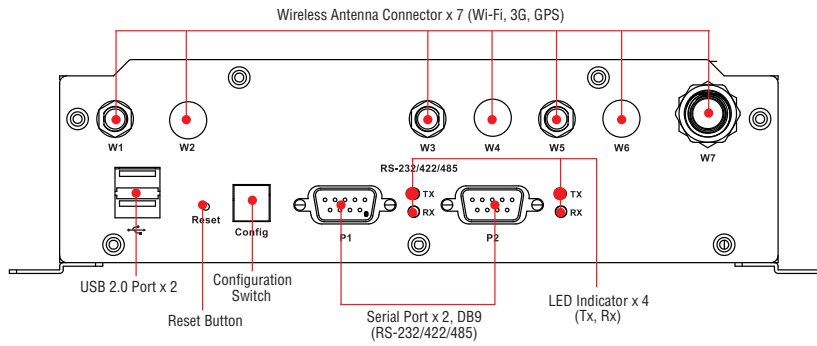 Wireless Antenna Connector x 7 (Wi-Fi, 3G, GPS)
W1
W2
W3
W4
W5
W6
W7
RS-232/422/485
TX
TX
RX
RX
Reset
Config
P1
P2
USB 2.0 Port x 2
Configuration
Switch
Reset Button
Serial Port x 2, DB9
(RS-232/422/485)
LED Indicator x 4
(Tx, Rx)